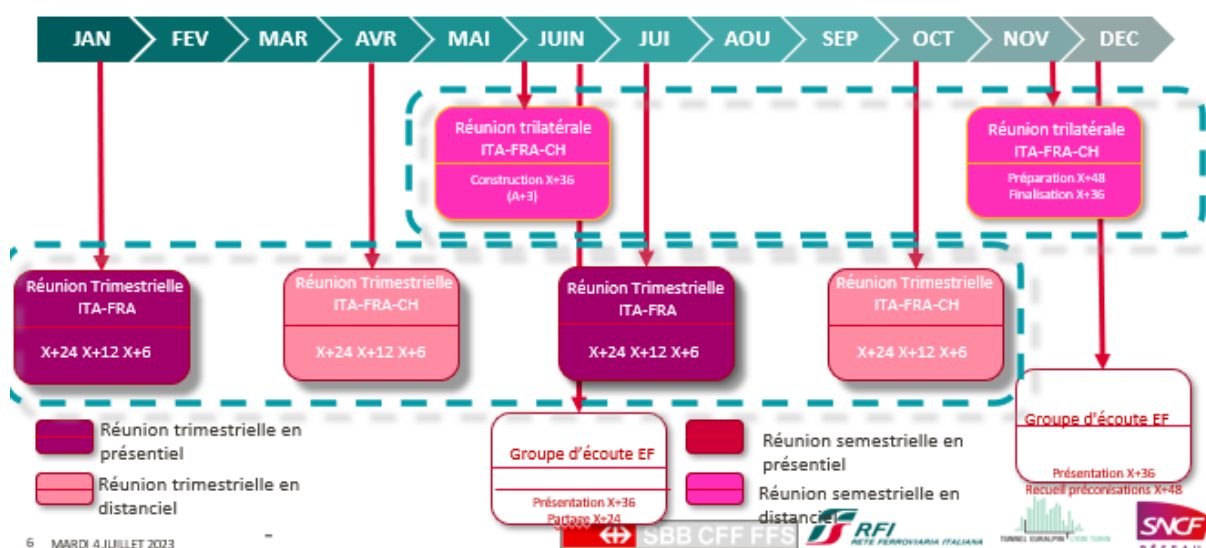 JAN FEV MAR AVR MAI JUIN JUI AOU SEP OCT NOV DEC
Réunion trilatérale
ITA-FRA-CH
Construction X+36
(A+3)
Réunion trilatérale
ITA-FRA-CH
Préparation X+48
Finalisation X+36
Réunion Trimestrielle
ITA-FRA
X+24 X+12 X+6
Réunion Trimestrielle
ITA-FRA-CH
X+24 X+12 X+6
Réunion Trimestrielle
ITA-FRA
X+24 X+12 X+6
Réunion Trimestrielle
ITA-FRA-CH
X+24 X+12 X+6
Groupe d'écoute EF
Présentation X+36
Partage X+24
Groupe d'écoute EF
Présentation X+36
Recueil préconisations X+48
Réunion trimestrielle en
présentiel
Réunion trimestrielle en
distanciel
Réunion semestrielle en
présentiel
Réunion semestrielle en
distanciel
6 MARDI 4 JUILLET 2023
SBB CFF FFS
RFI
RETE FERROVIARIA ITALIANA
TUNNEL EURALPIN LYON TURIN
SNCF
RÉSEAU